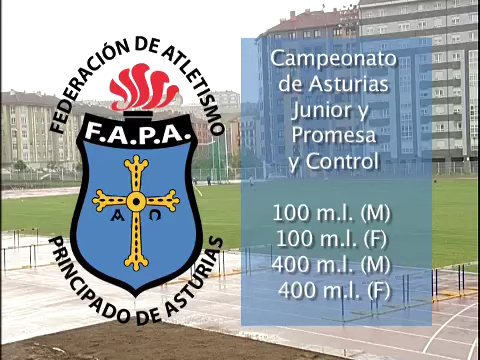 FEDERACIÓN DE ATLETISMO
F.A.P.A.
Α Ω
PRINCIPADO DE ASTURIAS
Campeonato
de Asturias
Junior y
Promesa
y Control
100 m.l. (M)
100 m.l. (F)
400 m.l. (M)
400 m.l. (F)